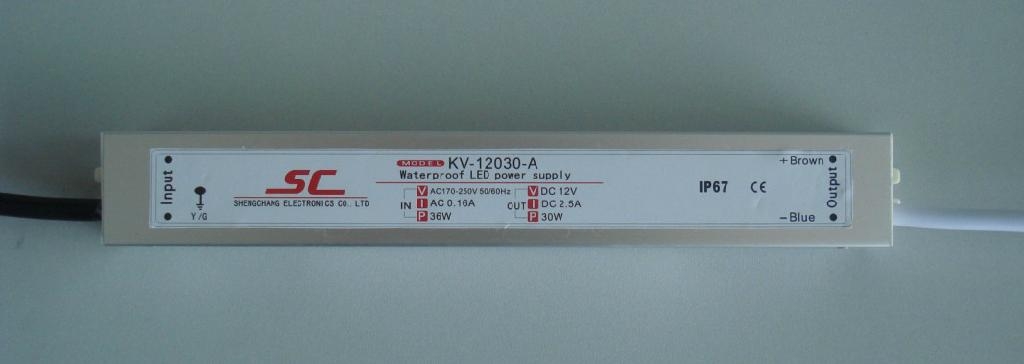 Input
Y/G
SC
SHENGCHANG ELECTRONICS CO., LTD
MODEL KV-12030-A
Waterproof LED power supply
IN
V AC170-250V 50/60Hz
I AC 0.16A
P 36W
OUT
V DC 12V
I DC 2.5A
P 30W
IP67 CE
+Brown
-Blue
Output